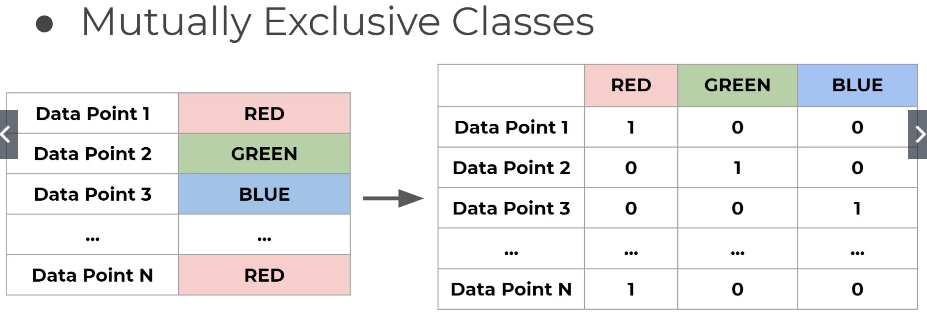 ● Mutually Exclusive Classes
Data Point 1 RED
Data Point 2 GREEN
Data Point 3 BLUE
... ...
Data Point N RED
RED GREEN BLUE
Data Point 1 1 0 0
Data Point 2 0 1 0
Data Point 3 0 0 1
... ... ... ...
Data Point N 1 0 0